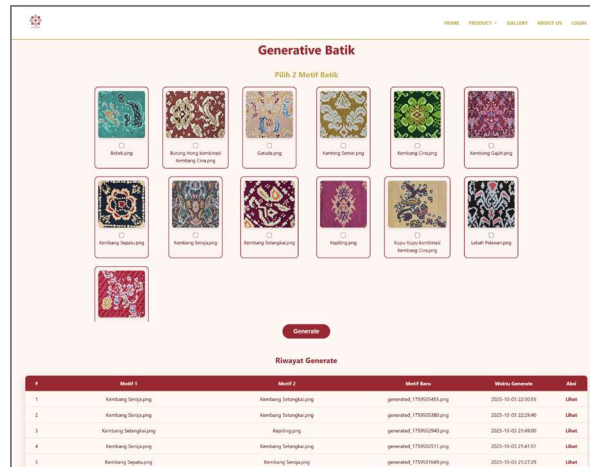 HOME PRODUCT GALLERY ABOUT US LOGIN
Generative Batik
Pilih 2 Motif Batik
Bebek.png
Burung Hong kombinasi
Kembang Cina.png
Garuda.png
Kantong Semar.png
Kembang Cina.png
Kembang Gajah.png
Kembang Sepatu.png
Kembang Seroja.png
Kembang Setangkai.png
Kepiting.png
Kupu-Kupu kombinasi
Kembang Cina.png
Lebah Pelawan.png
Generate
Riwayat Generate
# Motif 1 Motif 2 Motif Baru Waktu Generate Aksi
1 Kembang Seroja.png Kembang Setangkai.png generated_1759505455.png 2025-10-03 22:30:55 Lihat
2 Kembang Seroja.png Kembang Setangkai.png generated_1759505380.png 2025-10-03 22:29:40 Lihat
3 Kembang Setangkai.png Kepiting.png generated_1759502940.png 2025-10-03 21:49:00 Lihat
4 Kembang Seroja.png Kembang Setangkai.png generated_1759502511.png 2025-10-03 21:41:51 Lihat
5 Kembang Sepatu.png Kembang Seroja.png generated_1759501649.png 2025-10-03 21:27:29 Lihat